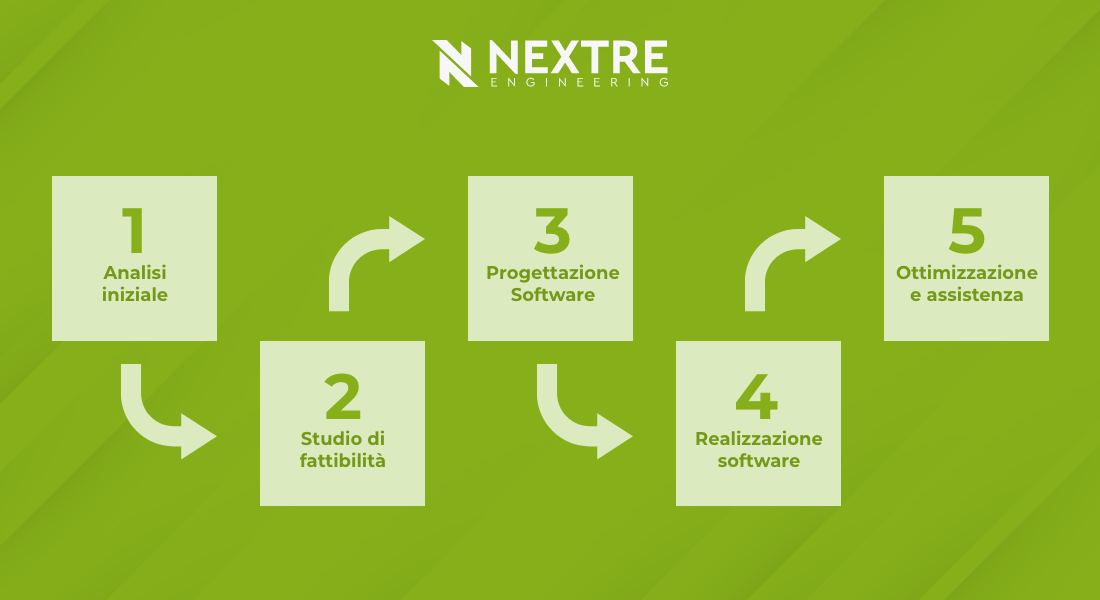 NEXTRE
ENGINEERING
1
Analisi
iniziale
2
Studio di
fattibilità
3
Progettazione
Software
4
Realizzazione
software
5
Ottimizzazione
e assistenza